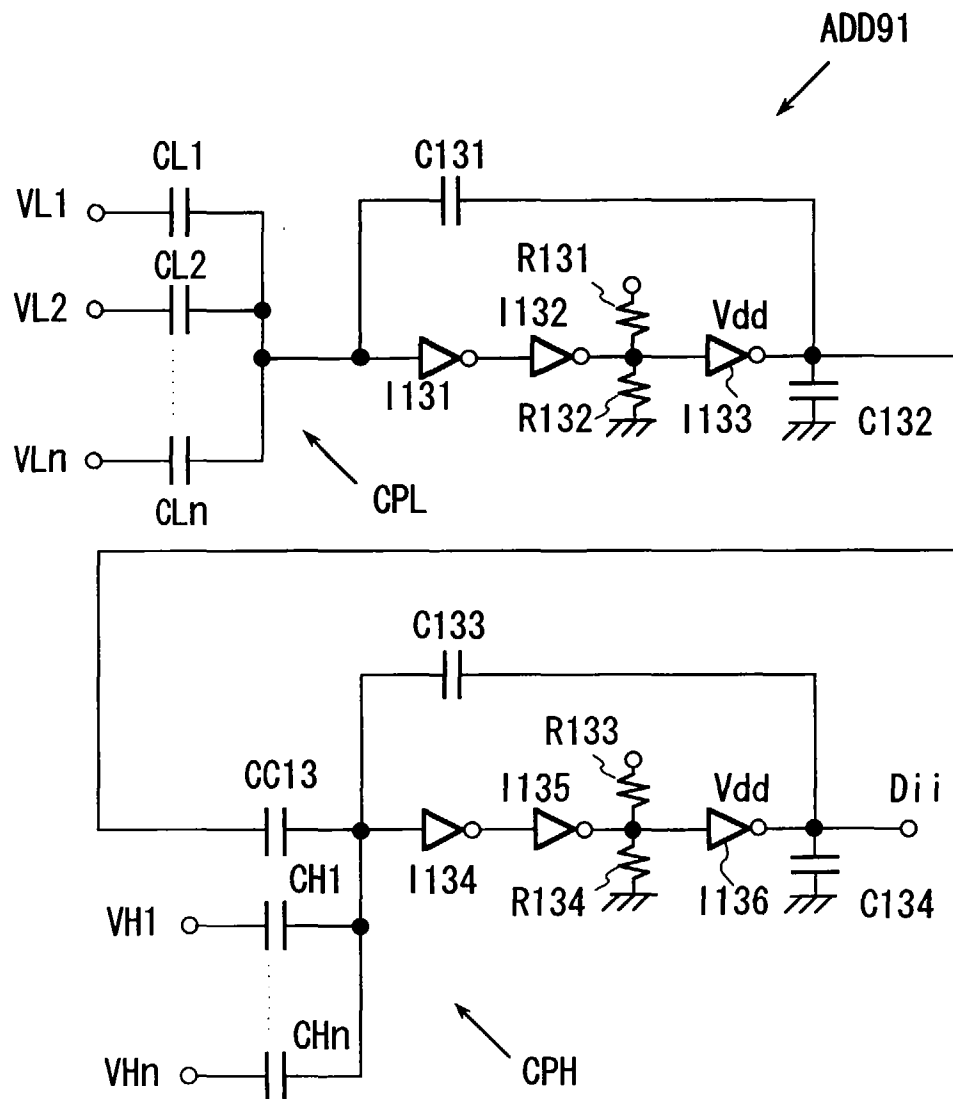 ADD91
CL1
C131
VL1
CL2
R131
VL2
I132
Vdd
I131
R132
I133
C132
VLn
CLn
CPL
C133
R133
CC13
I135
Vdd
Dii
CH1
I134
R134
I136
C134
VH1
CHn
VHn
CPH